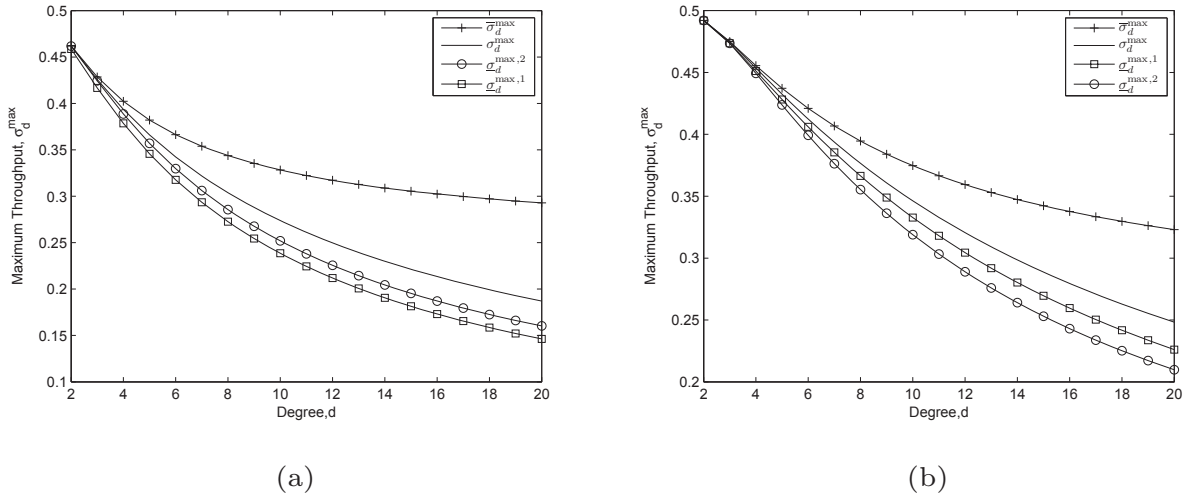 0.5
0.45
0.4
0.35
0.3
0.25
0.2
0.15
0.1
2 4 6 8 10 12 14 16 18 20
Maximum Throughput, σ_d^max
Degree,d
σ̅_d^max
σ_d^max
σ̲_d^max,2
σ̲_d^max,1
(a)
0.5
0.45
0.4
0.35
0.3
0.25
0.2
2 4 6 8 10 12 14 16 18 20
Maximum Throughput, σ_d^max
Degree,d
σ̅_d^max
σ_d^max
σ̲_d^max,1
σ̲_d^max,2
(b)